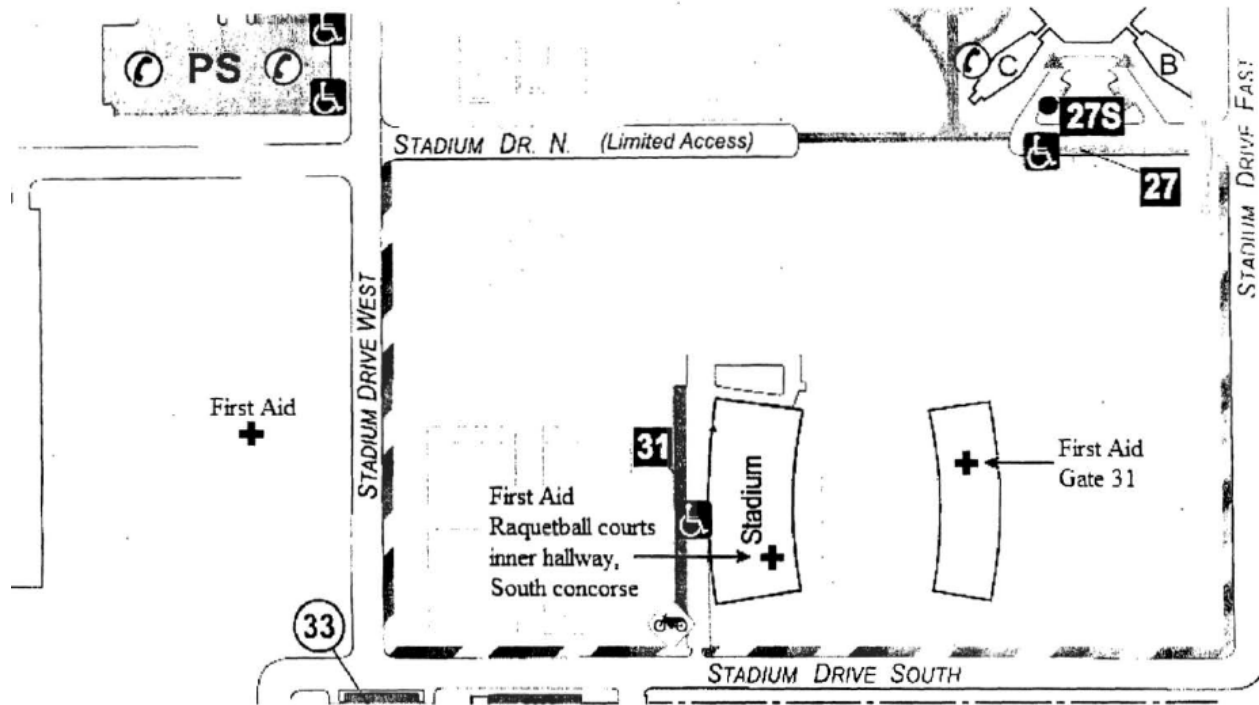 PS
C
B
27S
STADIUM DR. N. (Limited Access)
27
STADIUM DRIVE EAST
STADIUM DRIVE WEST
First Aid
31
Stadium
First Aid
Gate 31
First Aid
Raquetball courts
inner hallway,
South concorse
33
STADIUM DRIVE SOUTH